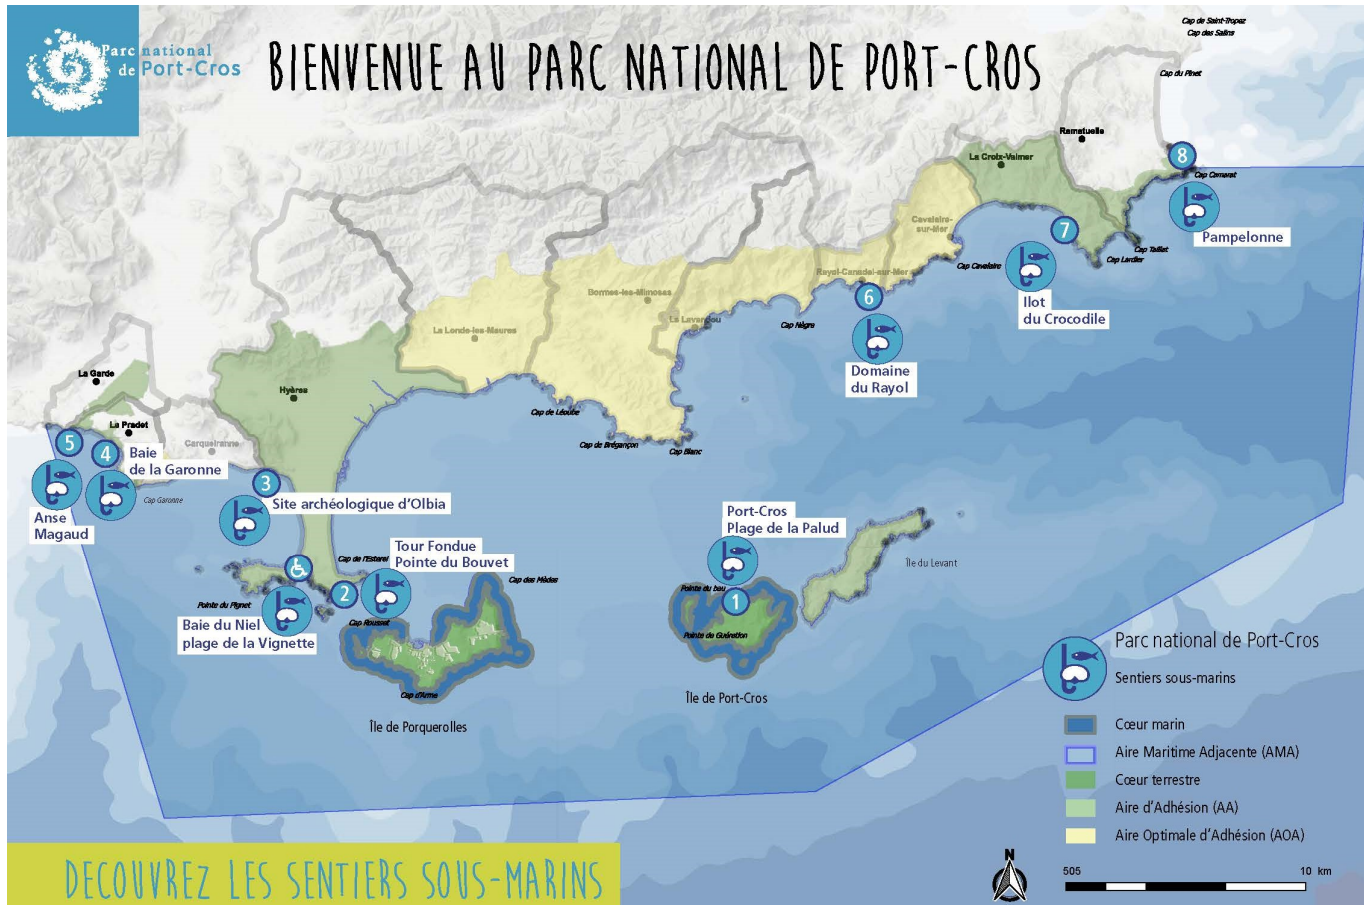 Parc national
de Port-Cros
BIENVENUE AU PARC NATIONAL DE PORT-CROS
Cap de Saint-Tropez
Cap des Salins
Cap du Pinet
Ramatuelle
La Croix-Valmer
8
Cap Camarat
Pampelonne
7
Cap Taillat
Cap Lardier
Cavalaire-
sur-Mer
Cap Cavalaire
Ilot
du Crocodile
Rayol-Canadel-sur-Mer
6
Domaine
du Rayol
Bormes-les-Mimosas
Le Lavandou
Cap Nègre
La Londe-les-Maures
La Garde
Hyères
Le Pradet
Carqueiranne
Cap de Léoube
Cap de Brégançon
Cap Blanc
5
4
Baie
de la Garonne
Cap Garonne
3
Site archéologique d'Olbia
Anse
Magaud
Port-Cros
Plage de la Palud
Tour Fondue
Pointe du Bouvet
Cap de l'Esterel
Cap des Mèdes
Île du Levant
2
Pointe du Pignet
Baie du Niel
plage de la Vignette
Cap Rousset
Pointe du bau
1
Pointe de Guération
Cap d'Arme
Île de Porquerolles
Île de Port-Cros
Parc national de Port-Cros
Sentiers sous-marins
Cœur marin
Aire Maritime Adjacente (AMA)
Cœur terrestre
Aire d'Adhésion (AA)
Aire Optimale d'Adhésion (AOA)
N
505
10 km
DECOUVREZ LES SENTIERS SOUS-MARINS